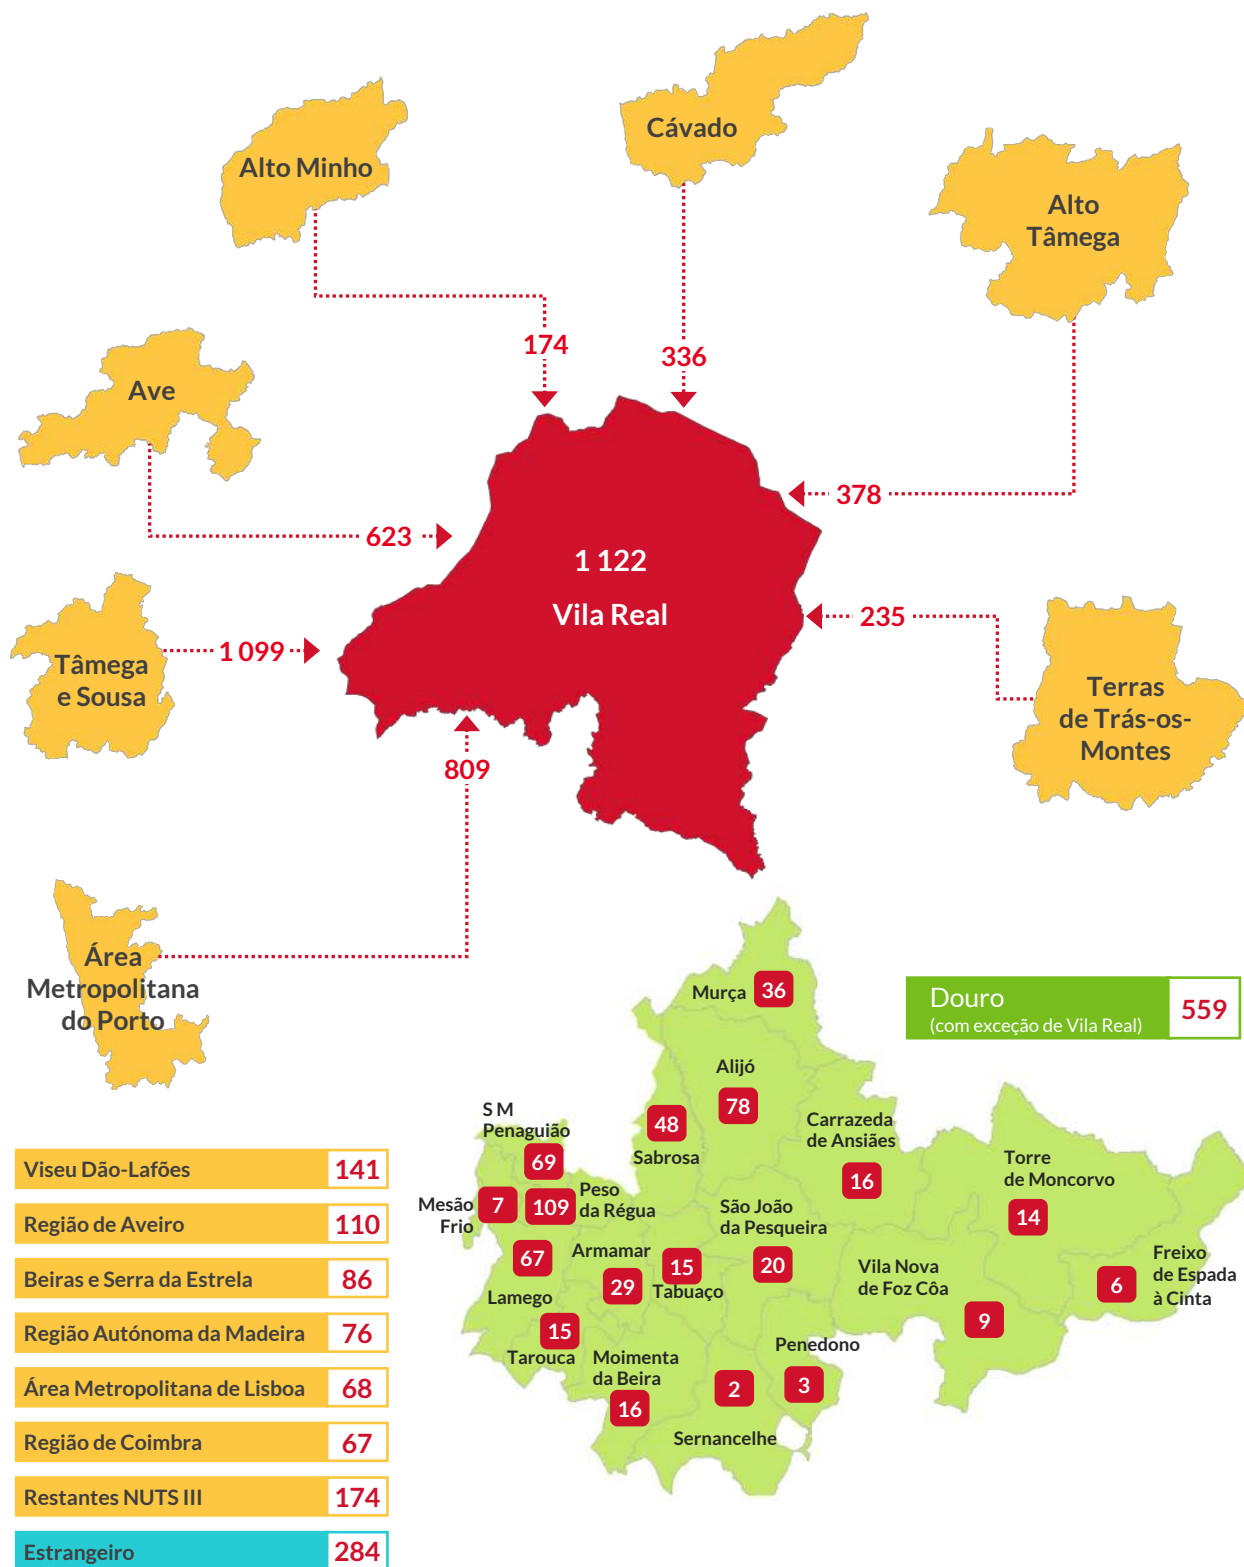 Cávado
Alto Minho
Alto
Tâmega
174
336
Ave
378
623
1 122
Vila Real
235
1 099
Tâmega
e Sousa
Terras
de Trás-os-
Montes
809
Área
Metropolitana
do Porto
Douro
(com exceção de Vila Real)
559
Murça
36
Alijó
78
S M
Penaguião
69
48
Sabrosa
Carrazeda
de Ansiães
16
Torre
de Moncorvo
14
Mesão
Frio
7
109
Peso
da Régua
São João
da Pesqueira
20
67
Lamego
Armamar
29
15
Tabuaço
Vila Nova
de Foz Côa
9
Freixo
de Espada
à Cinta
6
15
Tarouca
Moimenta
da Beira
16
2
Sernancelhe
Penedono
3
Viseu Dão-Lafões
141
Região de Aveiro
110
Beiras e Serra da Estrela
86
Região Autónoma da Madeira
76
Área Metropolitana de Lisboa
68
Região de Coimbra
67
Restantes NUTS III
174
Estrangeiro
284